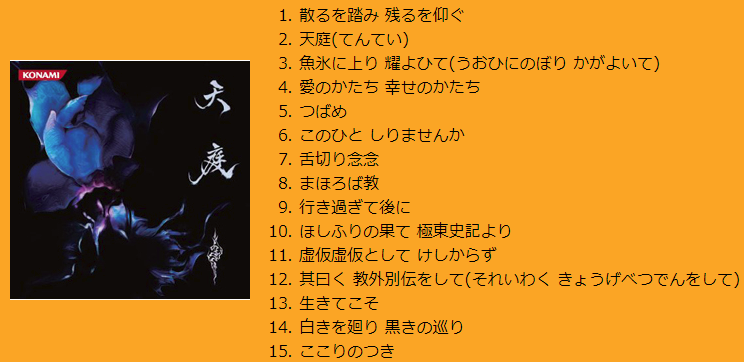 KONAMI
天庭
1. 散るを踏み 残るを仰ぐ
2. 天庭(てんてい)
3. 魚氷に上り 耀よひて(うおひにのぼり かがよいて)
4. 愛のかたち 幸せのかたち
5. つばめ
6. このひと しりませんか
7. 舌切り念念
8. まほろば教
9. 行き過ぎて後に
10. ほしふりの果て 極東史記より
11. 虚仮虚仮として けしからず
12. 其曰く 教外別伝をして(それいわく きょうげべつでんをして)
13. 生きてこそ
14. 白きを廻り 黒きの巡り
15. ここりのつき